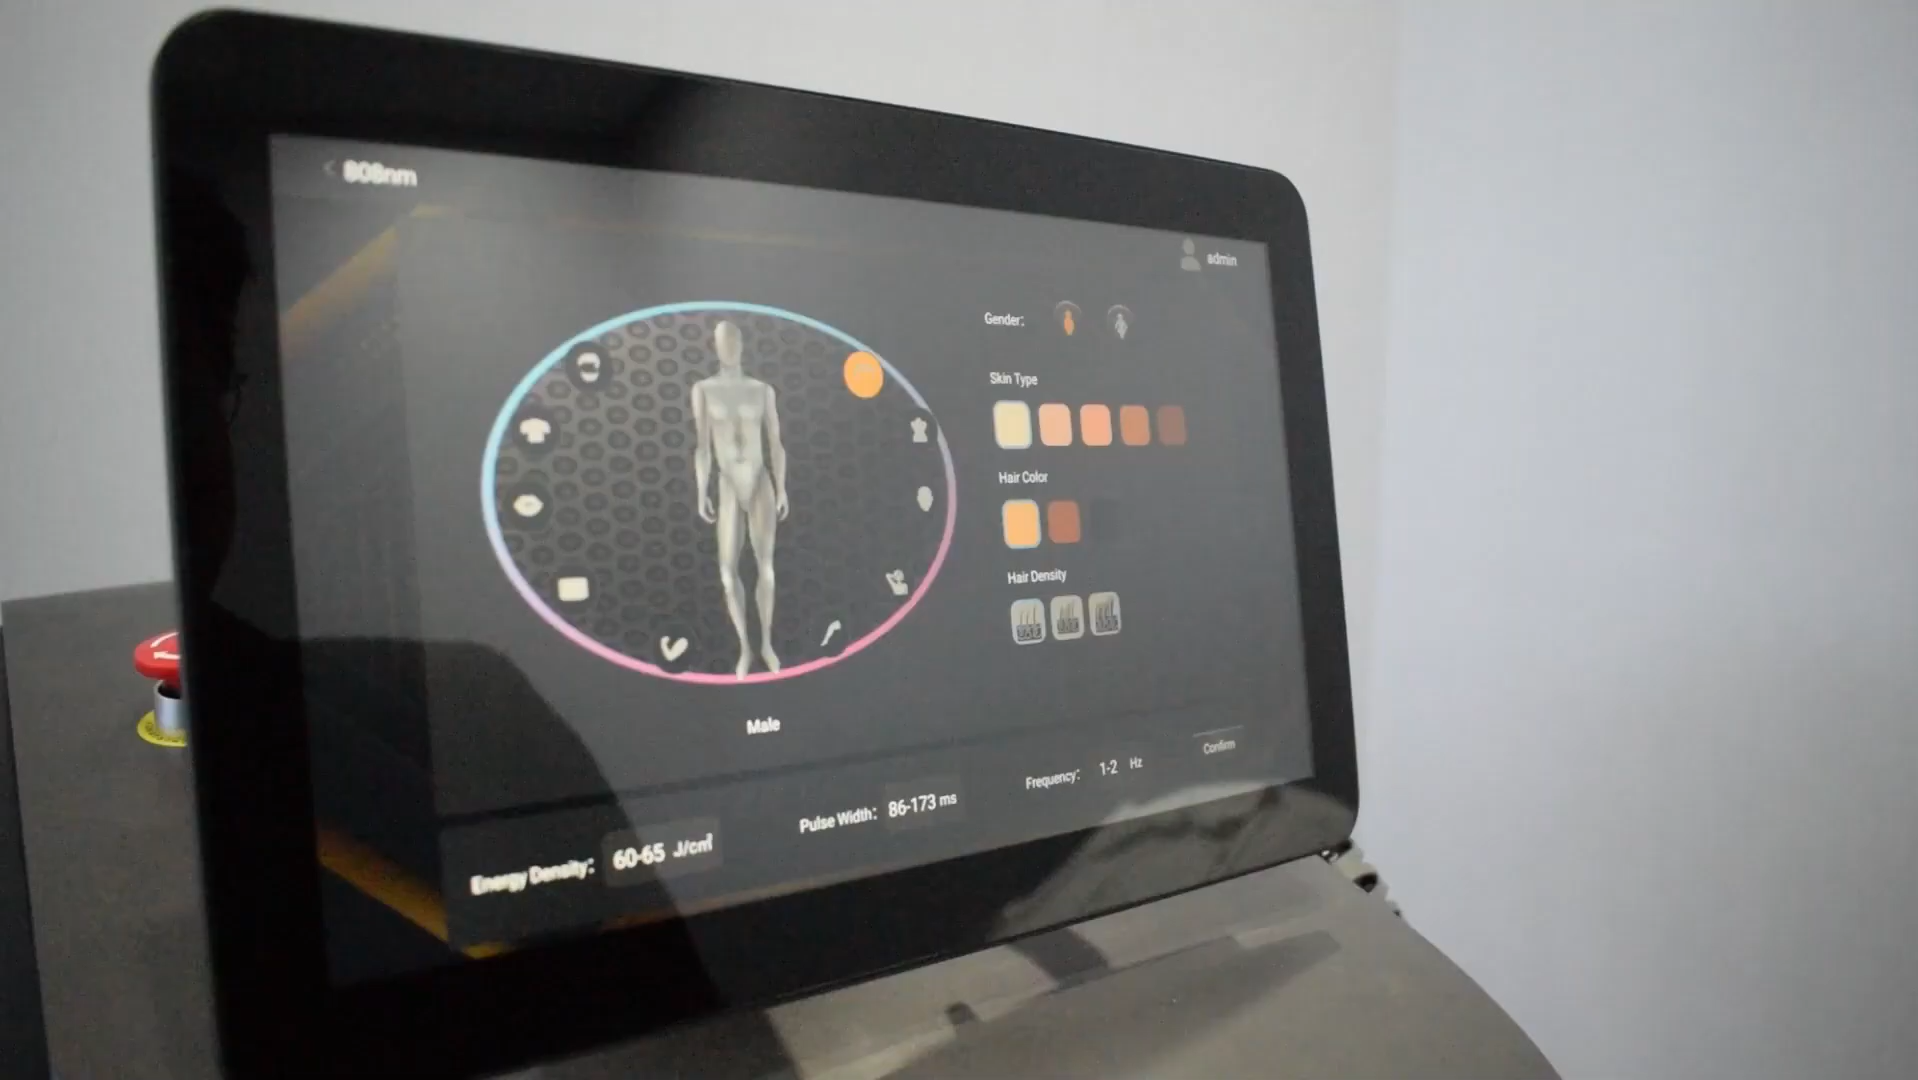 < 808nm
admin
Gender:
Skin Type
Hair Color
Hair Density
Male
Confirm
Energy Density: 60-65 J/cm²
Pulse Width: 86-173 ms
Frequency: 1-2 Hz